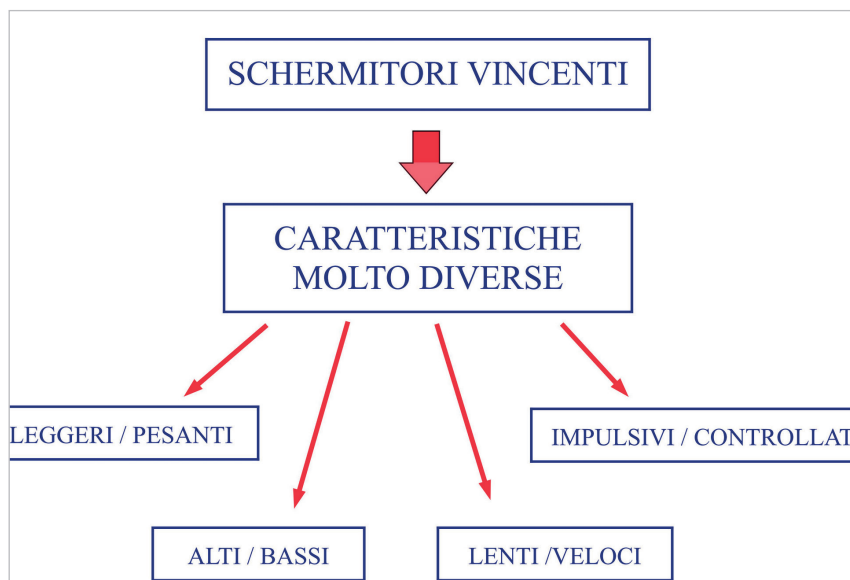 SCHERMITORI VINCENTI
CARATTERISTICHE
MOLTO DIVERSE
LEGGERI / PESANTI
IMPULSIVI / CONTROLLAT
ALTI / BASSI
LENTI /VELOCI